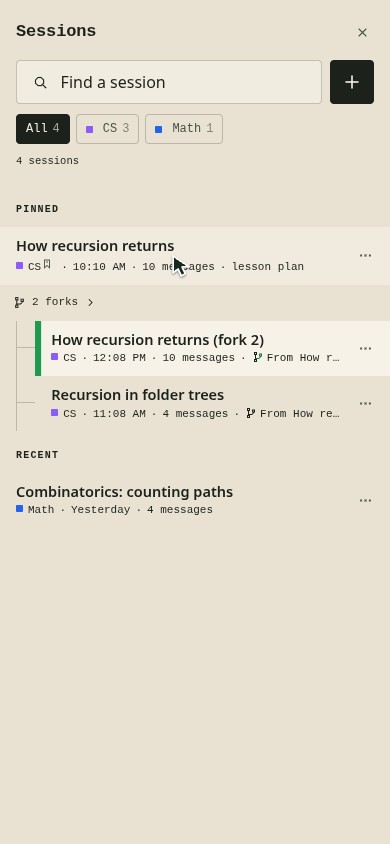 Sessions
Find a session
All 4 CS 3 Math 1
4 sessions
PINNED
How recursion returns
CS · 10:10 AM · 10 messages · lesson plan
2 forks
How recursion returns (fork 2)
CS · 12:08 PM · 10 messages · From How r…
Recursion in folder trees
CS · 11:08 AM · 4 messages · From How re…
RECENT
Combinatorics: counting paths
Math · Yesterday · 4 messages